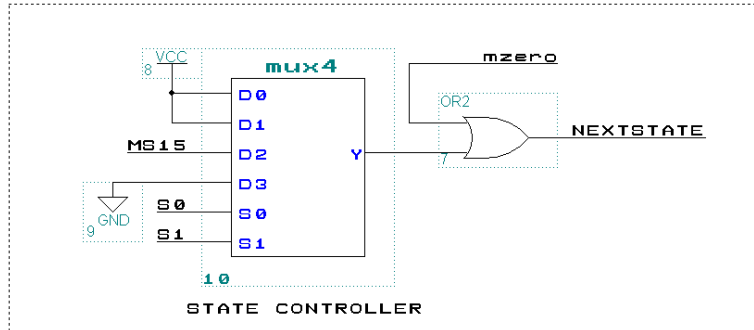 VCC
8
mux4
mzero
D0
OR2
D1
MS15
D2
Y
NEXTSTATE
7
D3
S0
S0
GND
9
S1
S1
10
STATE CONTROLLER